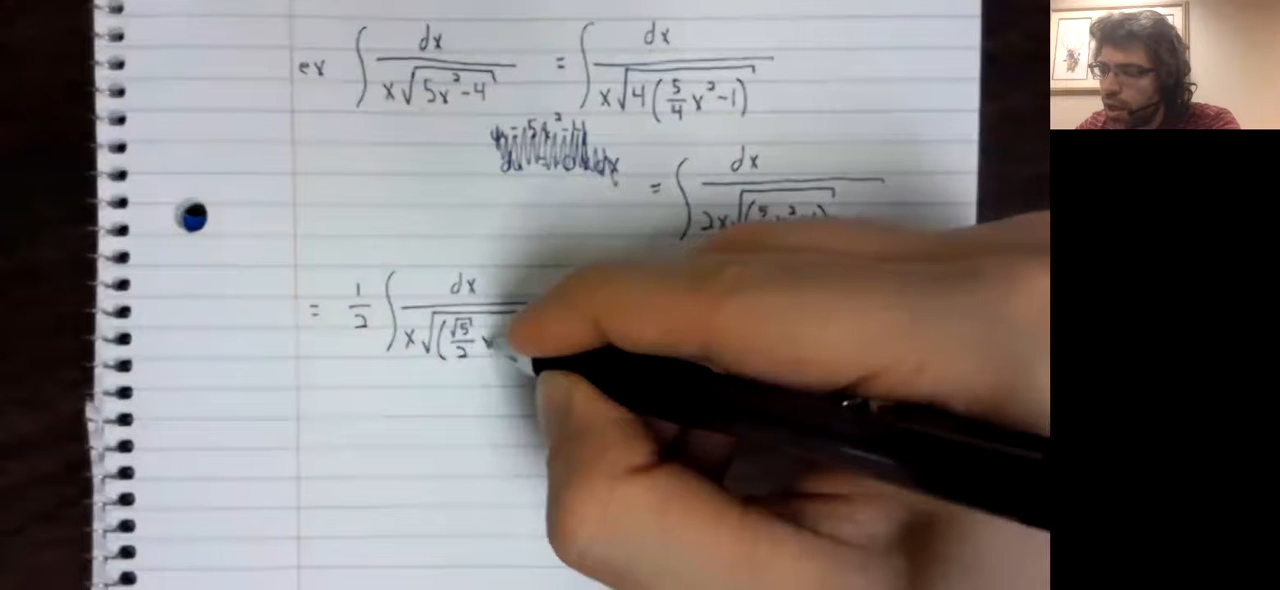 ex ∫ dx / (x√(5x² - 4)) = ∫ dx / (x√(4(5/4 x² - 1)))
= ∫ dx / (2x√(
= 1/2 ∫ dx / (x√((√5/2